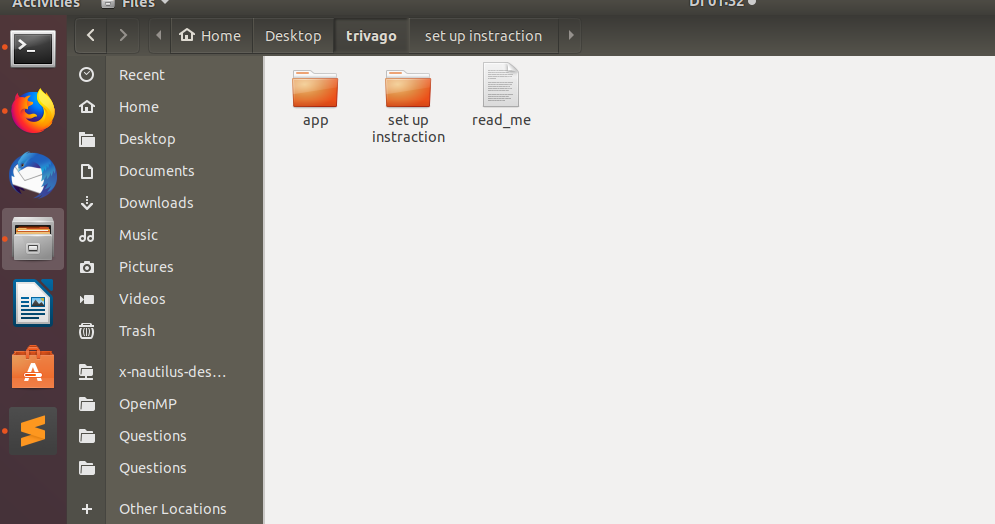 Activities
Files
Di 01:32
Home
Desktop
trivago
set up instraction
Recent
Home
Desktop
Documents
Downloads
Music
Pictures
Videos
Trash
x-nautilus-des…
OpenMP
Questions
Questions
Other Locations
app
set up
instraction
read_me